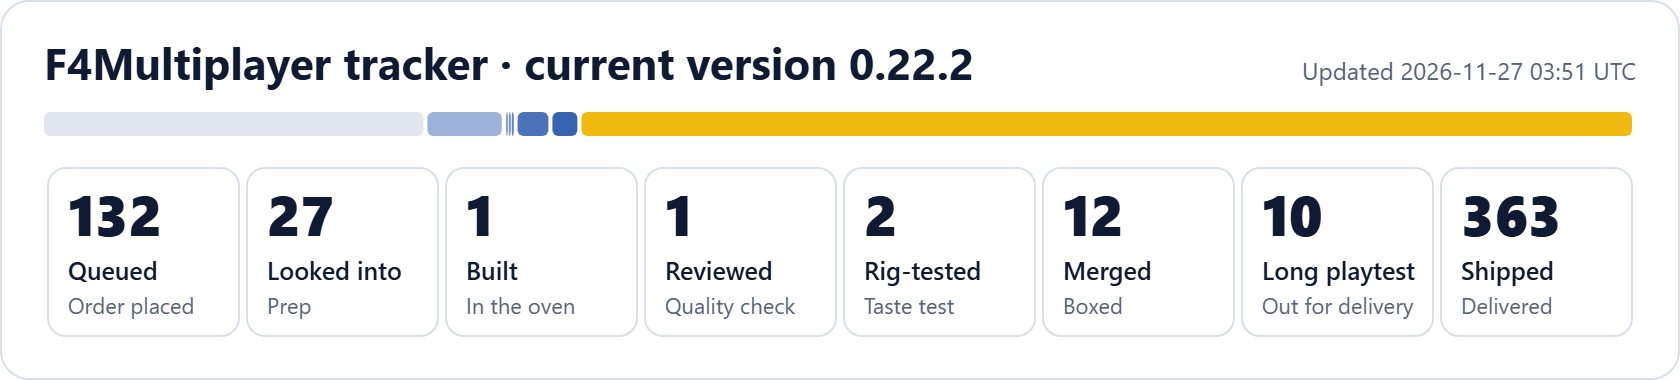 F4Multiplayer tracker · current version 0.22.2
Updated 2026-11-27 03:51 UTC
132
Queued
Order placed
27
Looked into
Prep
1
Built
In the oven
1
Reviewed
Quality check
2
Rig-tested
Taste test
12
Merged
Boxed
10
Long playtest
Out for delivery
363
Shipped
Delivered